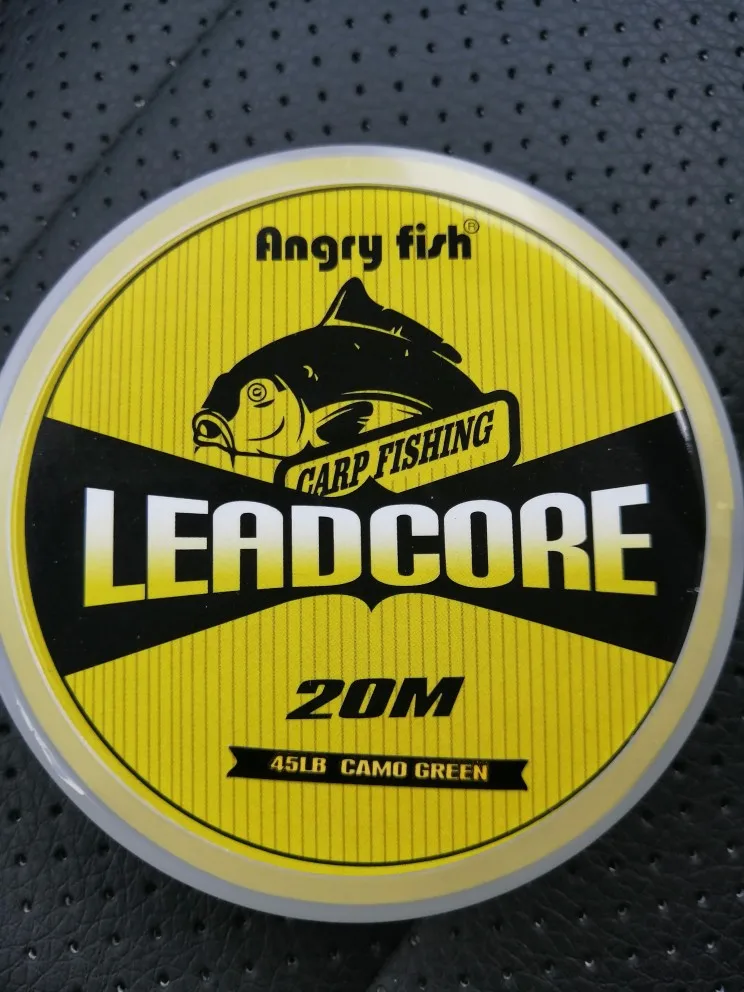 Angry fish®
CARP FISHING
LEADCORE
20M
45LB CAMO GREEN